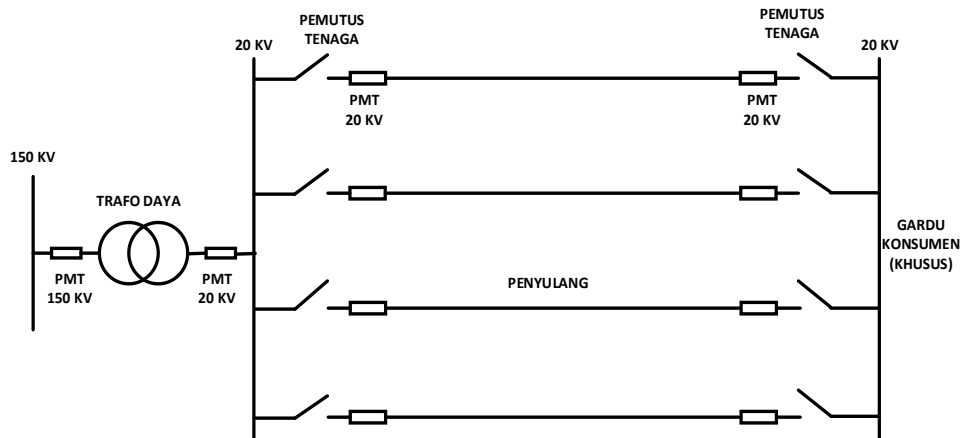 PEMUTUS
TENAGA
PEMUTUS
TENAGA
20 KV
20 KV
PMT
20 KV
PMT
20 KV
150 KV
TRAFO DAYA
GARDU
KONSUMEN
(KHUSUS)
PMT
150 KV
PMT
20 KV
PENYULANG